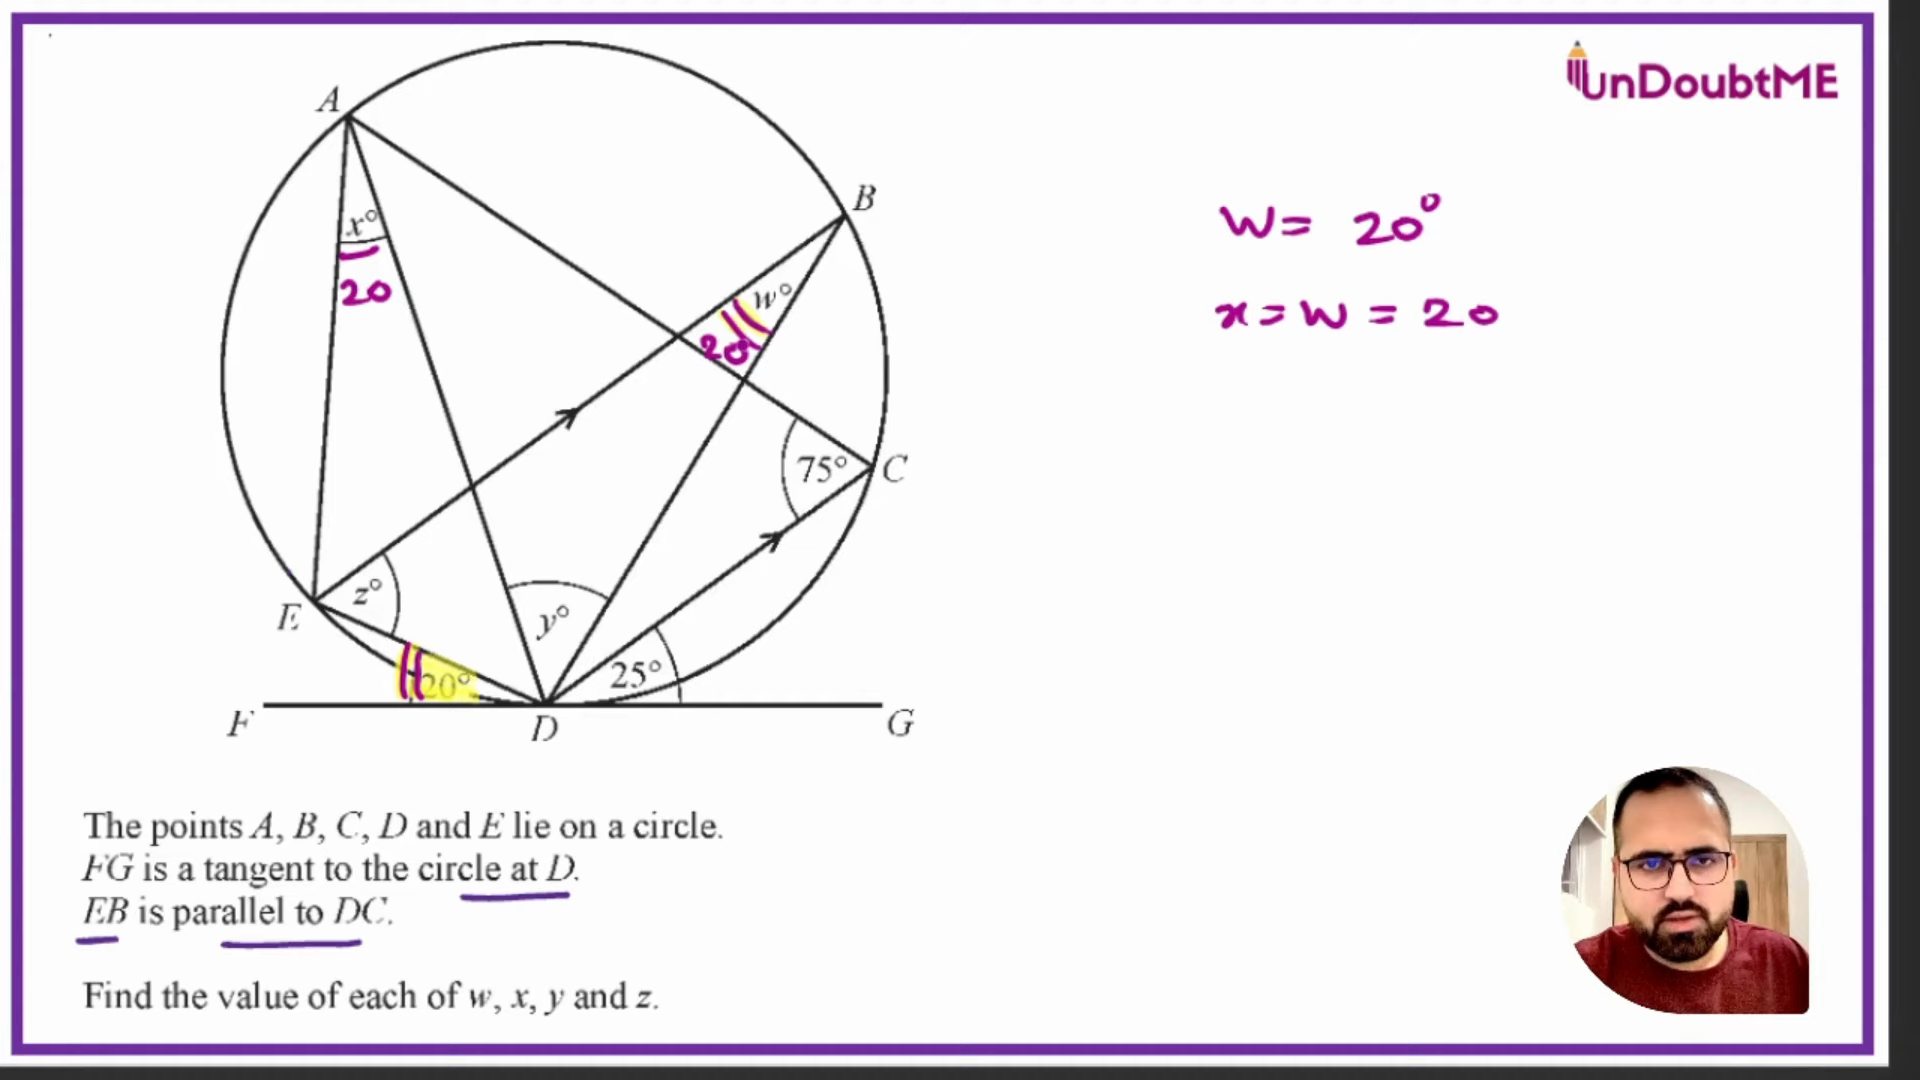 UnDoubtME
A
B
x°
20
w°
20
W = 20°
x = w = 20
75°
C
E
z°
y°
20°
25°
F
D
G
The points A, B, C, D and E lie on a circle.
FG is a tangent to the circle at D.
EB is parallel to DC.
Find the value of each of w, x, y and z.